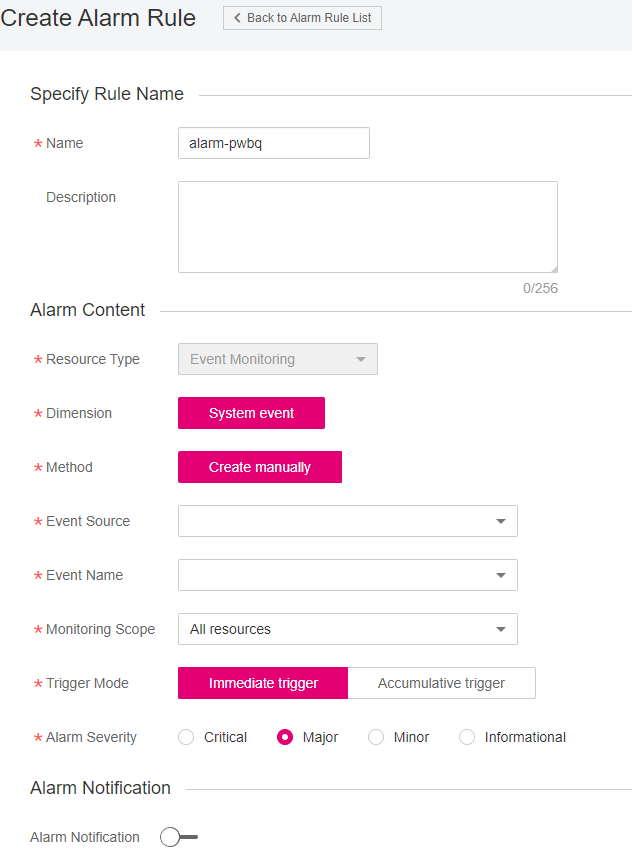 Create Alarm Rule
Back to Alarm Rule List
Specify Rule Name
* Name
alarm-pwbq
Description
0/256
Alarm Content
* Resource Type
Event Monitoring
* Dimension
System event
* Method
Create manually
* Event Source
* Event Name
* Monitoring Scope
All resources
* Trigger Mode
Immediate trigger
Accumulative trigger
* Alarm Severity
Critical
Major
Minor
Informational
Alarm Notification
Alarm Notification